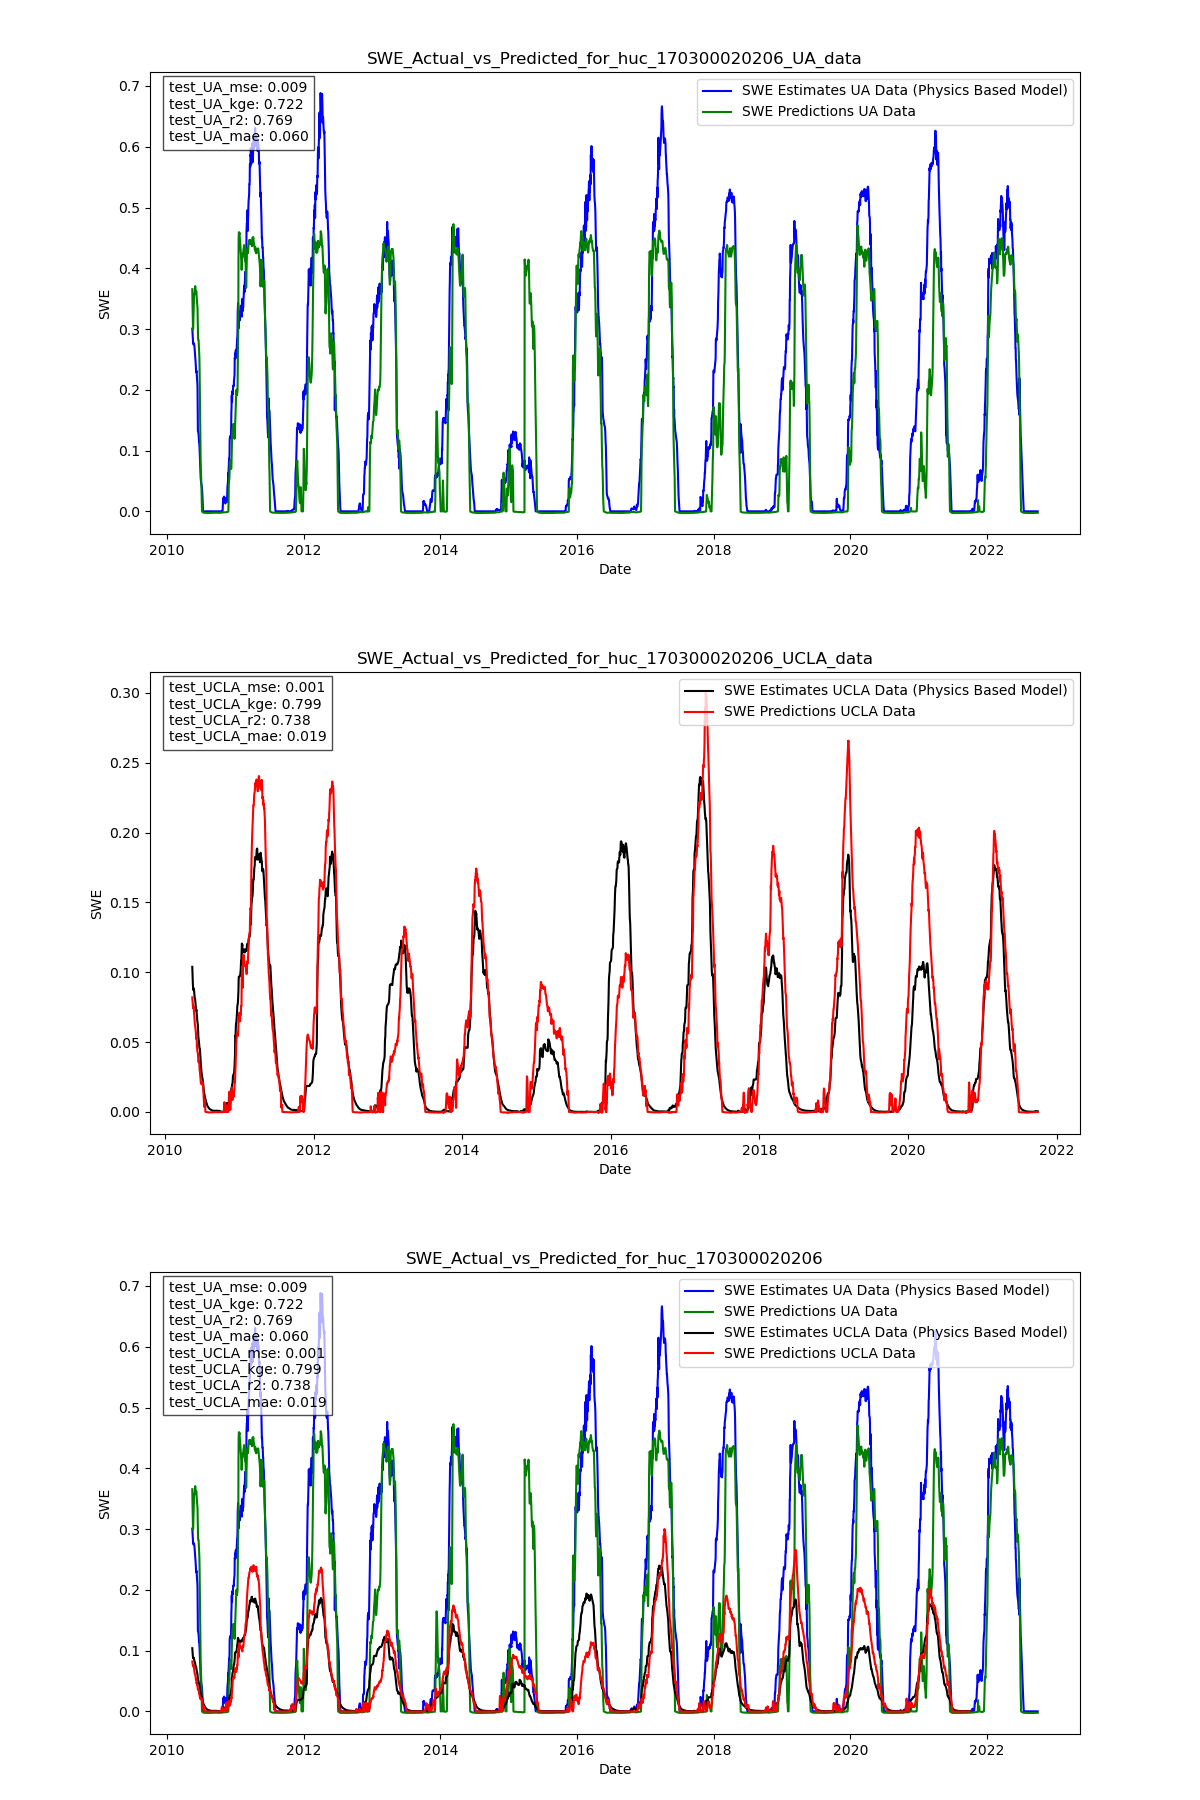 SWE_Actual_vs_Predicted_for_huc_170300020206_UA_data
test_UA_mse: 0.009
test_UA_kge: 0.722
test_UA_r2: 0.769
test_UA_mae: 0.060
SWE Estimates UA Data (Physics Based Model)
SWE Predictions UA Data
0.7
0.6
0.5
0.4
0.3
0.2
0.1
0.0
SWE
2010
2012
2014
2016
2018
2020
2022
Date
SWE_Actual_vs_Predicted_for_huc_170300020206_UCLA_data
test_UCLA_mse: 0.001
test_UCLA_kge: 0.799
test_UCLA_r2: 0.738
test_UCLA_mae: 0.019
SWE Estimates UCLA Data (Physics Based Model)
SWE Predictions UCLA Data
0.30
0.25
0.20
0.15
0.10
0.05
0.00
SWE
2010
2012
2014
2016
2018
2020
2022
Date
SWE_Actual_vs_Predicted_for_huc_170300020206
test_UA_mse: 0.009
test_UA_kge: 0.722
test_UA_r2: 0.769
test_UA_mae: 0.060
test_UCLA_mse: 0.001
test_UCLA_kge: 0.799
test_UCLA_r2: 0.738
test_UCLA_mae: 0.019
SWE Estimates UA Data (Physics Based Model)
SWE Predictions UA Data
SWE Estimates UCLA Data (Physics Based Model)
SWE Predictions UCLA Data
0.7
0.6
0.5
0.4
0.3
0.2
0.1
0.0
SWE
2010
2012
2014
2016
2018
2020
2022
Date